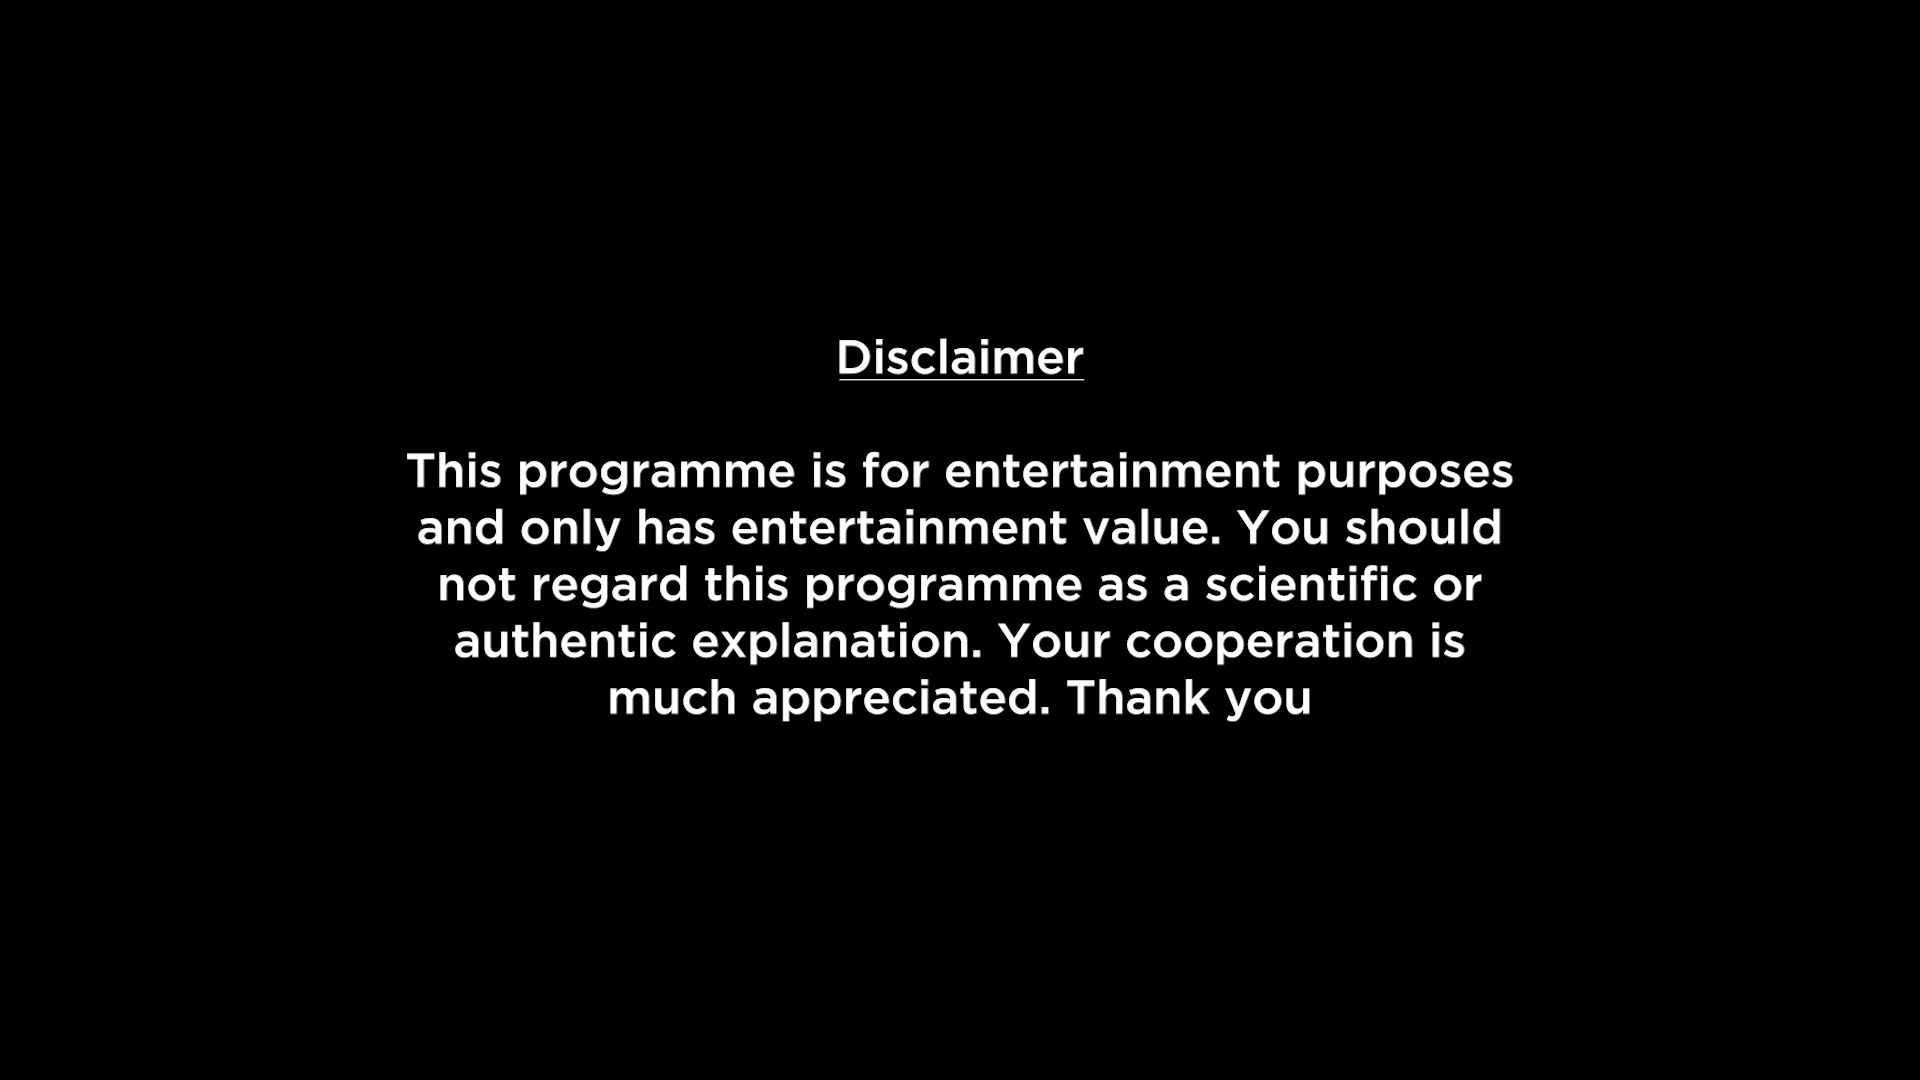 Disclaimer
This programme is for entertainment purposes
and only has entertainment value. You should
not regard this programme as a scientific or
authentic explanation. Your cooperation is
much appreciated. Thank you